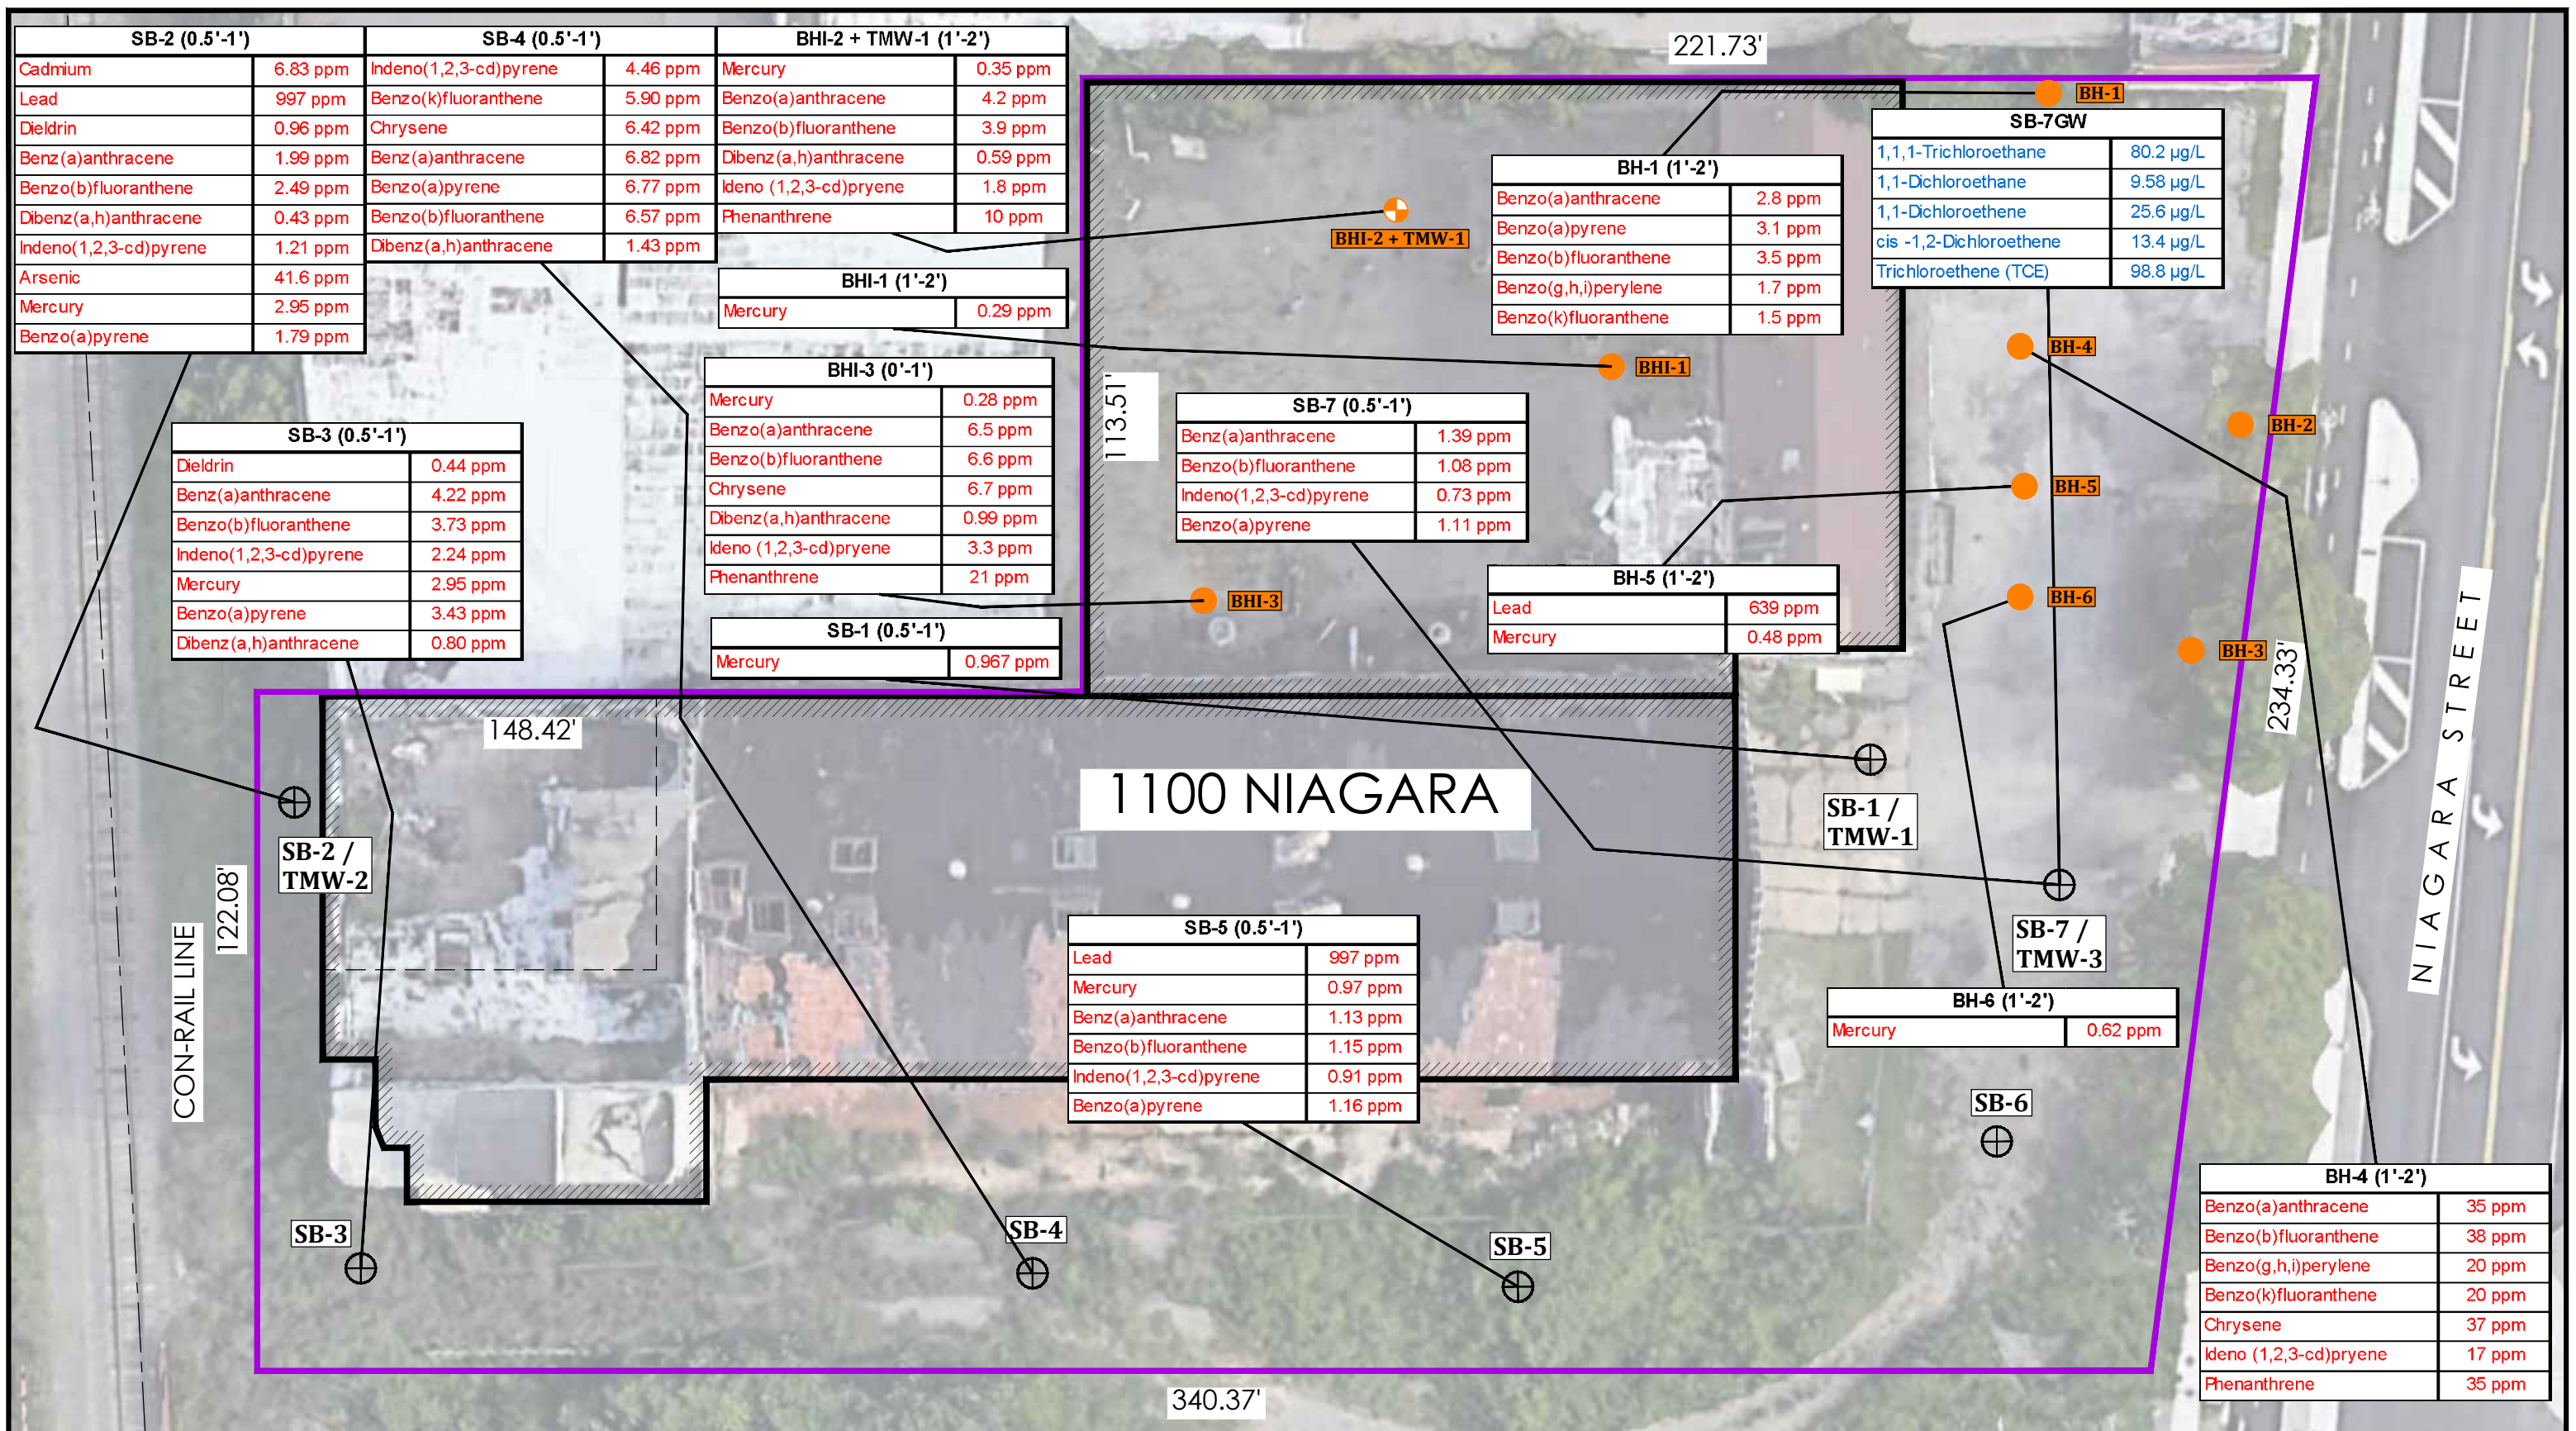 SB-2 (0.5'-1')
Cadmium 6.83 ppm
Lead 997 ppm
Dieldrin 0.96 ppm
Benz(a)anthracene 1.99 ppm
Benzo(b)fluoranthene 2.49 ppm
Dibenz(a,h)anthracene 0.43 ppm
Indeno(1,2,3-cd)pyrene 1.21 ppm
Arsenic 41.6 ppm
Mercury 2.95 ppm
Benzo(a)pyrene 1.79 ppm
SB-4 (0.5'-1')
Indeno(1,2,3-cd)pyrene 4.46 ppm
Benzo(k)fluoranthene 5.90 ppm
Chrysene 6.42 ppm
Benz(a)anthracene 6.82 ppm
Benzo(a)pyrene 6.77 ppm
Benzo(b)fluoranthene 6.57 ppm
Dibenz(a,h)anthracene 1.43 ppm
BHI-2 + TMW-1 (1'-2')
Mercury 0.35 ppm
Benzo(a)anthracene 4.2 ppm
Benzo(b)fluoranthene 3.9 ppm
Dibenz(a,h)anthracene 0.59 ppm
Ideno (1,2,3-cd)pryene 1.8 ppm
Phenanthrene 10 ppm
BHI-1 (1'-2')
Mercury 0.29 ppm
221.73'
BH-1
SB-7GW
1,1,1-Trichloroethane 80.2 µg/L
1,1-Dichloroethane 9.58 µg/L
1,1-Dichloroethene 25.6 µg/L
cis -1,2-Dichloroethene 13.4 µg/L
Trichloroethene (TCE) 98.8 µg/L
BH-1 (1'-2')
Benzo(a)anthracene 2.8 ppm
Benzo(a)pyrene 3.1 ppm
Benzo(b)fluoranthene 3.5 ppm
Benzo(g,h,i)perylene 1.7 ppm
Benzo(k)fluoranthene 1.5 ppm
BHI-2 + TMW-1
BH-4
BHI-1
BHI-3 (0'-1')
Mercury 0.28 ppm
Benzo(a)anthracene 6.5 ppm
Benzo(b)fluoranthene 6.6 ppm
Chrysene 6.7 ppm
Dibenz(a,h)anthracene 0.99 ppm
Ideno (1,2,3-cd)pryene 3.3 ppm
Phenanthrene 21 ppm
113.51'
SB-7 (0.5'-1')
Benz(a)anthracene 1.39 ppm
Benzo(b)fluoranthene 1.08 ppm
Indeno(1,2,3-cd)pyrene 0.73 ppm
Benzo(a)pyrene 1.11 ppm
BH-2
SB-3 (0.5'-1')
Dieldrin 0.44 ppm
Benz(a)anthracene 4.22 ppm
Benzo(b)fluoranthene 3.73 ppm
Indeno(1,2,3-cd)pyrene 2.24 ppm
Mercury 2.95 ppm
Benzo(a)pyrene 3.43 ppm
Dibenz(a,h)anthracene 0.80 ppm
BH-5
BH-5 (1'-2')
Lead 639 ppm
Mercury 0.48 ppm
BHI-3
BH-6
SB-1 (0.5'-1')
Mercury 0.967 ppm
BH-3
234.33'
NIAGARA STREET
148.42'
1100 NIAGARA
SB-1 /
TMW-1
SB-2 /
TMW-2
122.08'
CON-RAIL LINE
SB-7 /
TMW-3
SB-5 (0.5'-1')
Lead 997 ppm
Mercury 0.97 ppm
Benz(a)anthracene 1.13 ppm
Benzo(b)fluoranthene 1.15 ppm
Indeno(1,2,3-cd)pyrene 0.91 ppm
Benzo(a)pyrene 1.16 ppm
BH-6 (1'-2')
Mercury 0.62 ppm
SB-6
SB-3
SB-4
SB-5
BH-4 (1'-2')
Benzo(a)anthracene 35 ppm
Benzo(b)fluoranthene 38 ppm
Benzo(g,h,i)perylene 20 ppm
Benzo(k)fluoranthene 20 ppm
Chrysene 37 ppm
Ideno (1,2,3-cd)pryene 17 ppm
Phenanthrene 35 ppm
340.37'